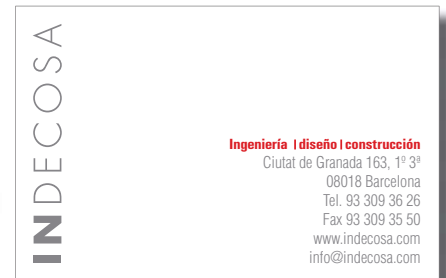 INDECOSA
Ingeniería | diseño | construcción
Ciutat de Granada 163, 1º 3ª
08018 Barcelona
Tel. 93 309 36 26
Fax 93 309 35 50
www.indecosa.com
info@indecosa.com